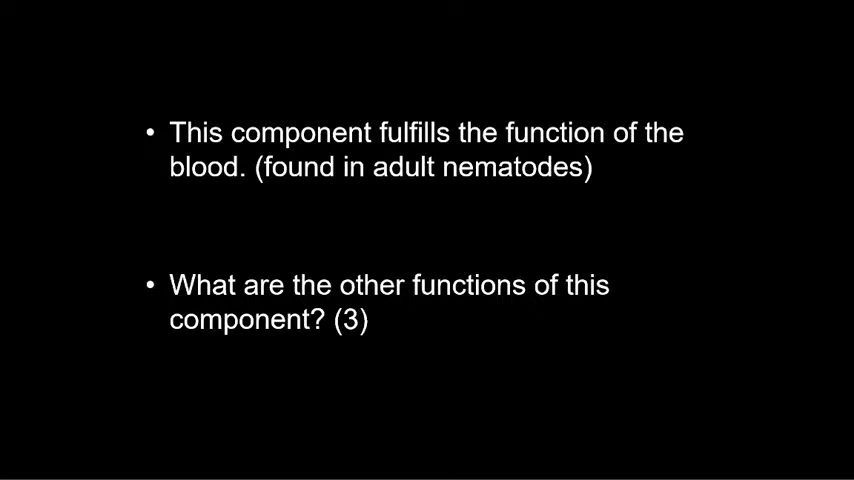 • This component fulfills the function of the
blood. (found in adult nematodes)
• What are the other functions of this
component? (3)